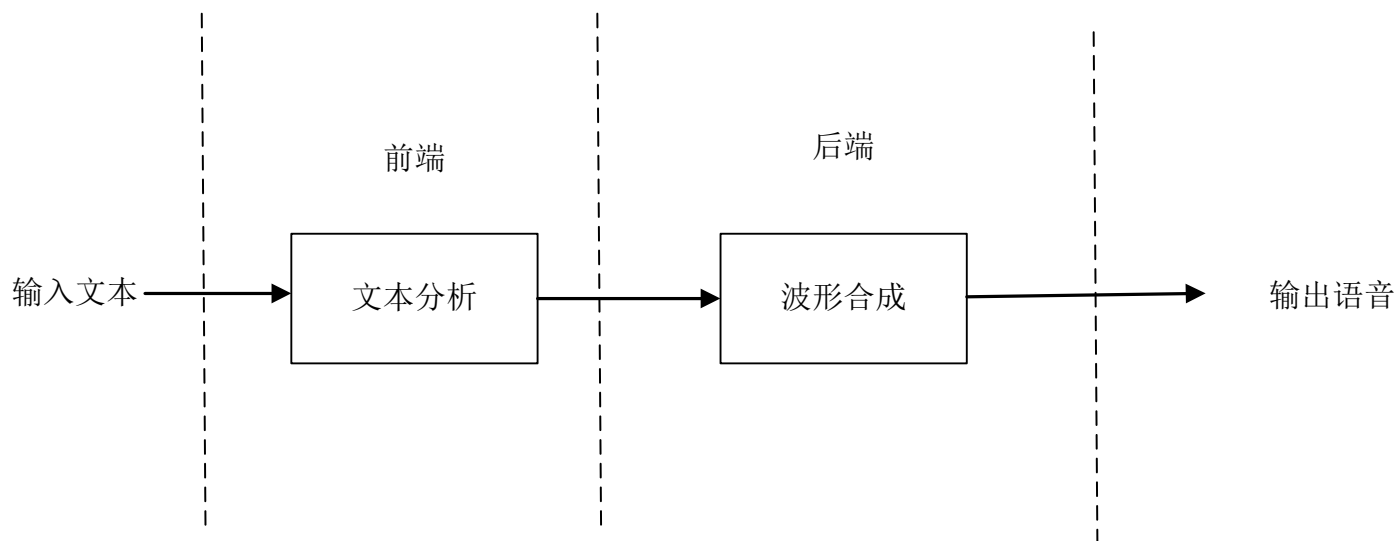 前端
后端
输入文本
文本分析
波形合成
输出语音